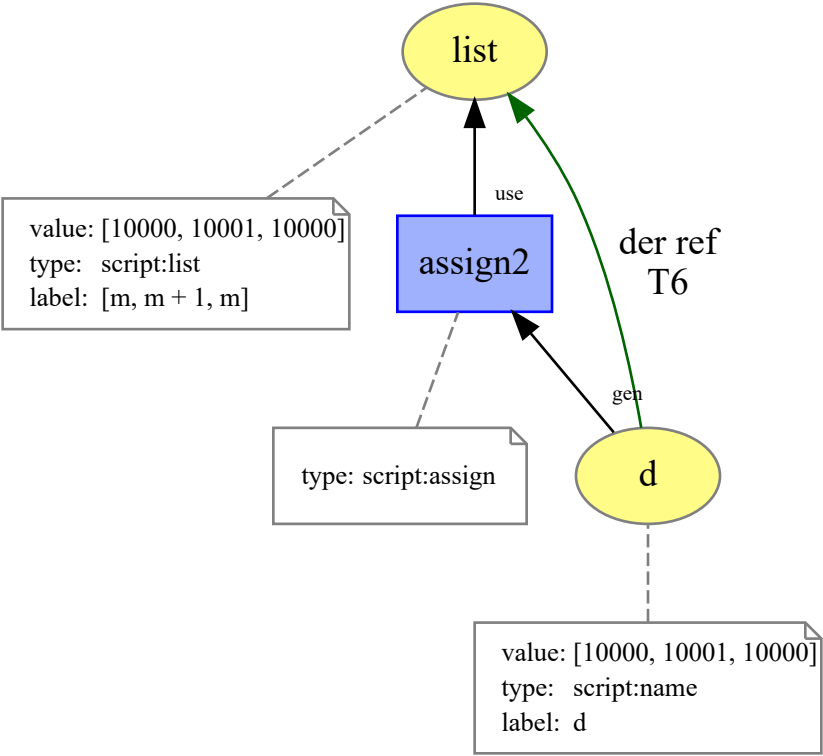 list
use
value: [10000, 10001, 10000]
type: script:list
label: [m, m + 1, m]
assign2
der ref
T6
gen
type: script:assign
d
value: [10000, 10001, 10000]
type: script:name
label: d